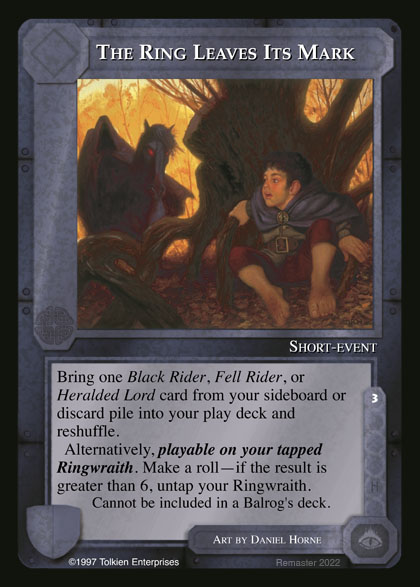 The Ring Leaves Its Mark
Short-event
Bring one Black Rider, Fell Rider, or
Heralded Lord card from your sideboard or
discard pile into your play deck and
reshuffle.
Alternatively, playable on your tapped
Ringwraith. Make a roll—if the result is
greater than 6, untap your Ringwraith.
Cannot be included in a Balrog's deck.
3
H
Art by Daniel Horne
©1997 Tolkien Enterprises
Remaster 2022